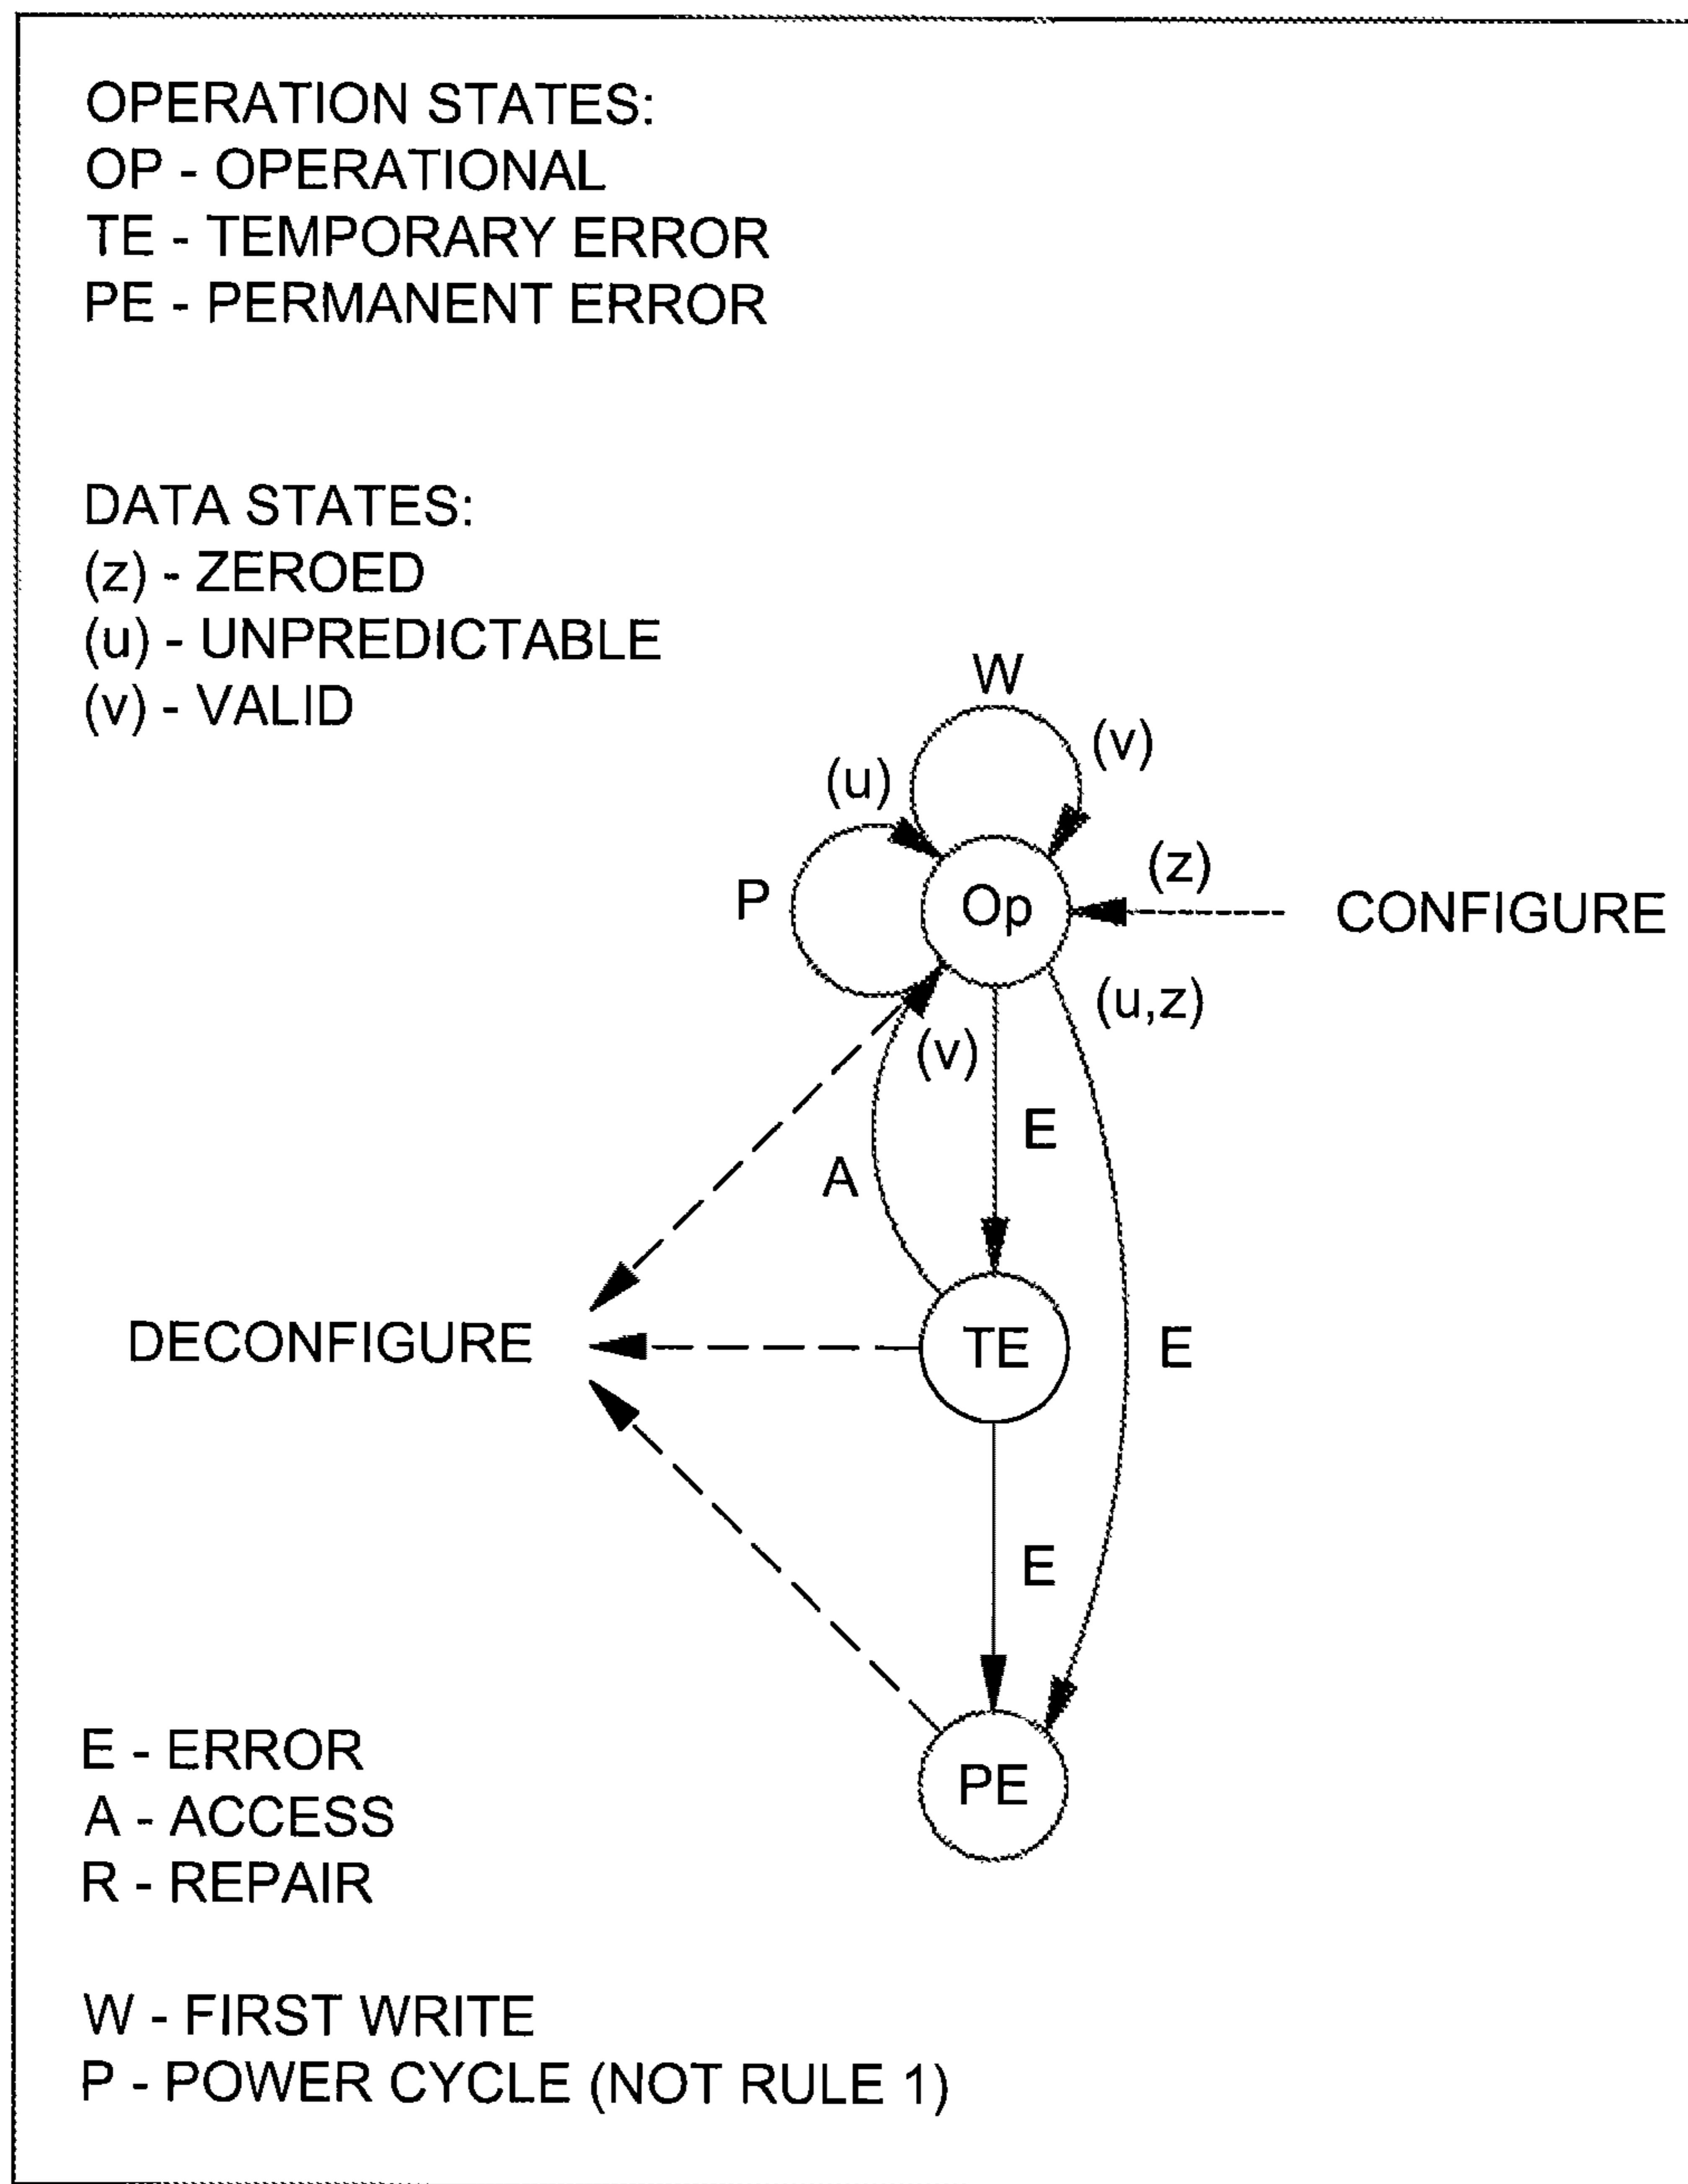 OPERATION STATES:
OP - OPERATIONAL
TE - TEMPORARY ERROR
PE - PERMANENT ERROR
DATA STATES:
(z) - ZEROED
(u) - UNPREDICTABLE
(v) - VALID
W
(v)
(u)
(z)
P
Op
CONFIGURE
(u,z)
(v)
E
A
DECONFIGURE
TE
E
E
PE
E - ERROR
A - ACCESS
R - REPAIR
W - FIRST WRITE
P - POWER CYCLE (NOT RULE 1)